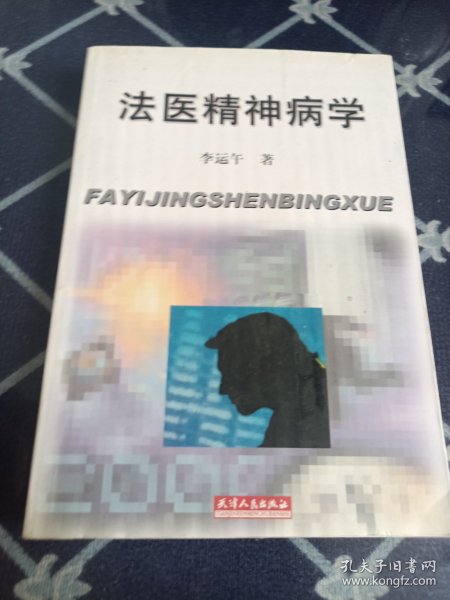 法医精神病学
李运午 著
FAYIJINGSHENBINGXUE
200
天津人民出版社
孔夫子旧书网
www.kongfz.com